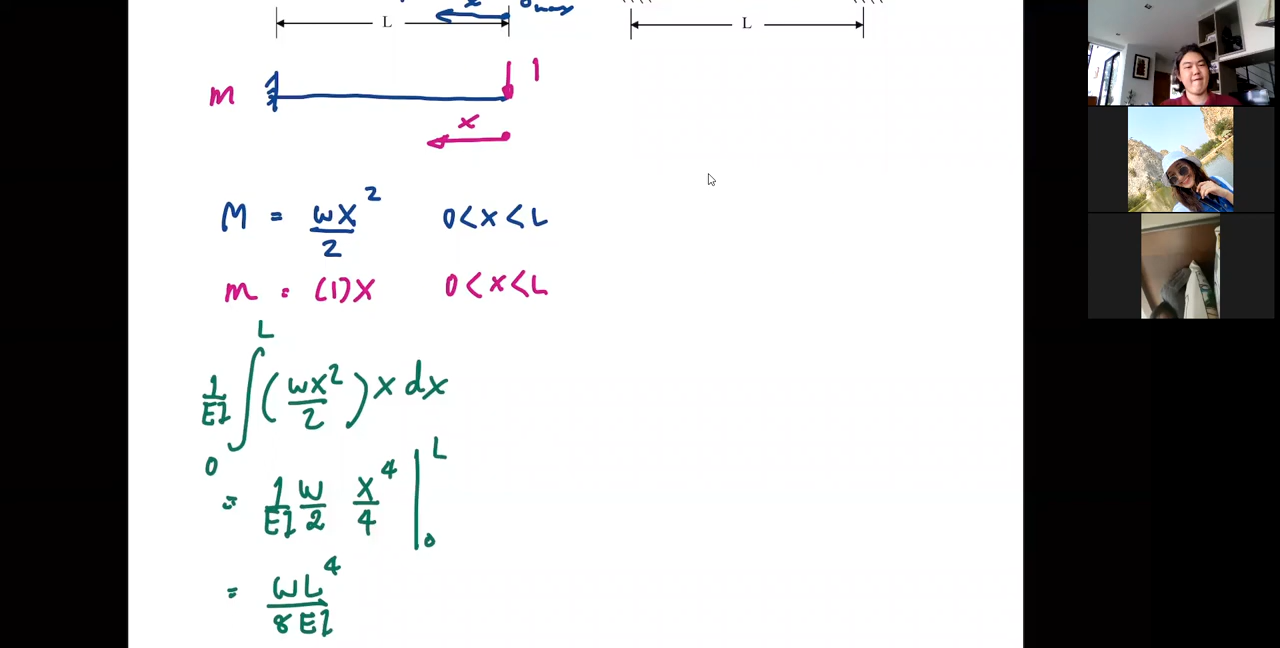 x δmax
L L
m 1
x
M = wx²/2 0<x<L
m = (1)x 0<x<L
1/EI ∫₀ᴸ (wx²/2) x dx
= 1/EI w/2 x⁴/4 |₀ᴸ
= wL⁴/8EI